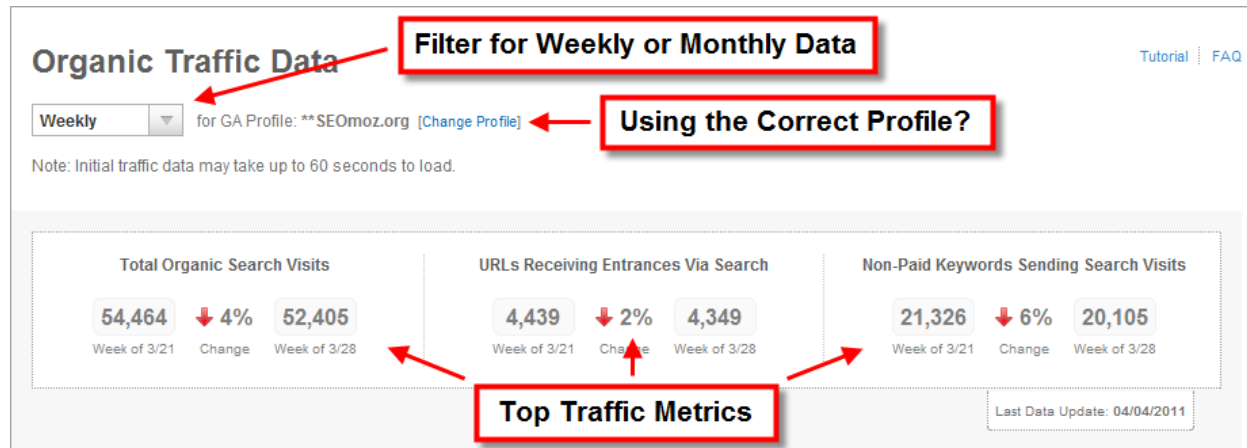 Filter for Weekly or Monthly Data
Organic Traffic Data
Tutorial
FAQ
Weekly
for GA Profile: **SEOmoz.org [Change Profile]
Using the Correct Profile?
Note: Initial traffic data may take up to 60 seconds to load.
Total Organic Search Visits
54,464 4% 52,405
Week of 3/21 Change Week of 3/28
URLs Receiving Entrances Via Search
4,439 2% 4,349
Week of 3/21 Change Week of 3/28
Non-Paid Keywords Sending Search Visits
21,326 6% 20,105
Week of 3/21 Change Week of 3/28
Top Traffic Metrics
Last Data Update: 04/04/2011